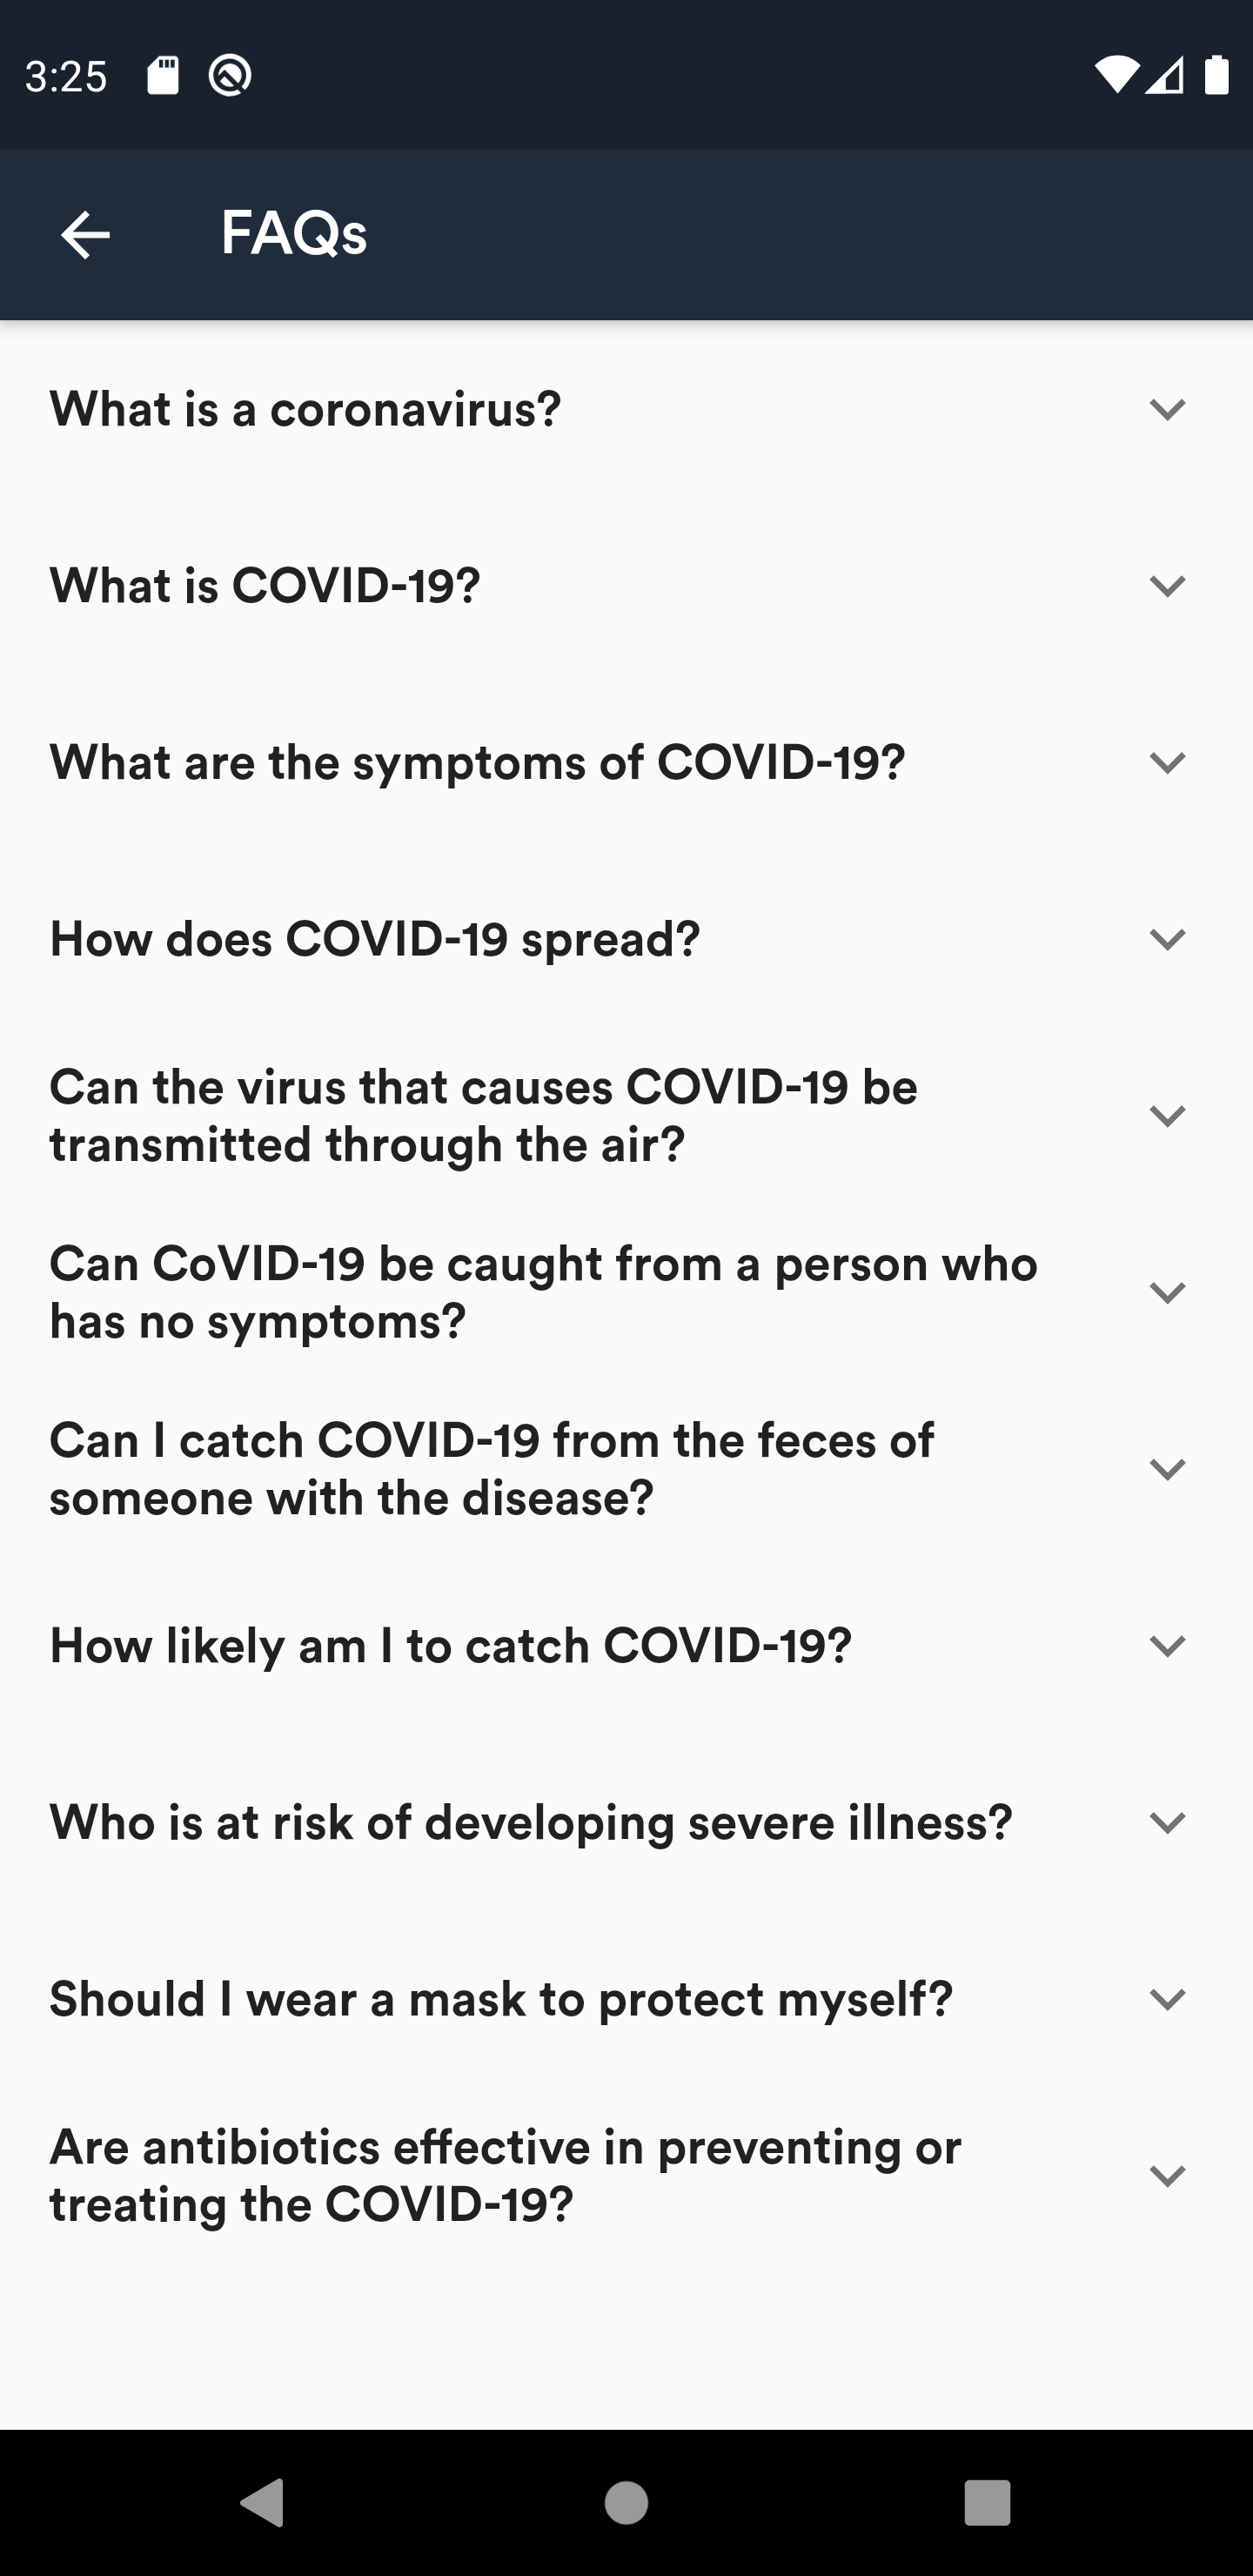 3:25
FAQs
What is a coronavirus?
What is COVID-19?
What are the symptoms of COVID-19?
How does COVID-19 spread?
Can the virus that causes COVID-19 be
transmitted through the air?
Can CoVID-19 be caught from a person who
has no symptoms?
Can I catch COVID-19 from the feces of
someone with the disease?
How likely am I to catch COVID-19?
Who is at risk of developing severe illness?
Should I wear a mask to protect myself?
Are antibiotics effective in preventing or
treating the COVID-19?